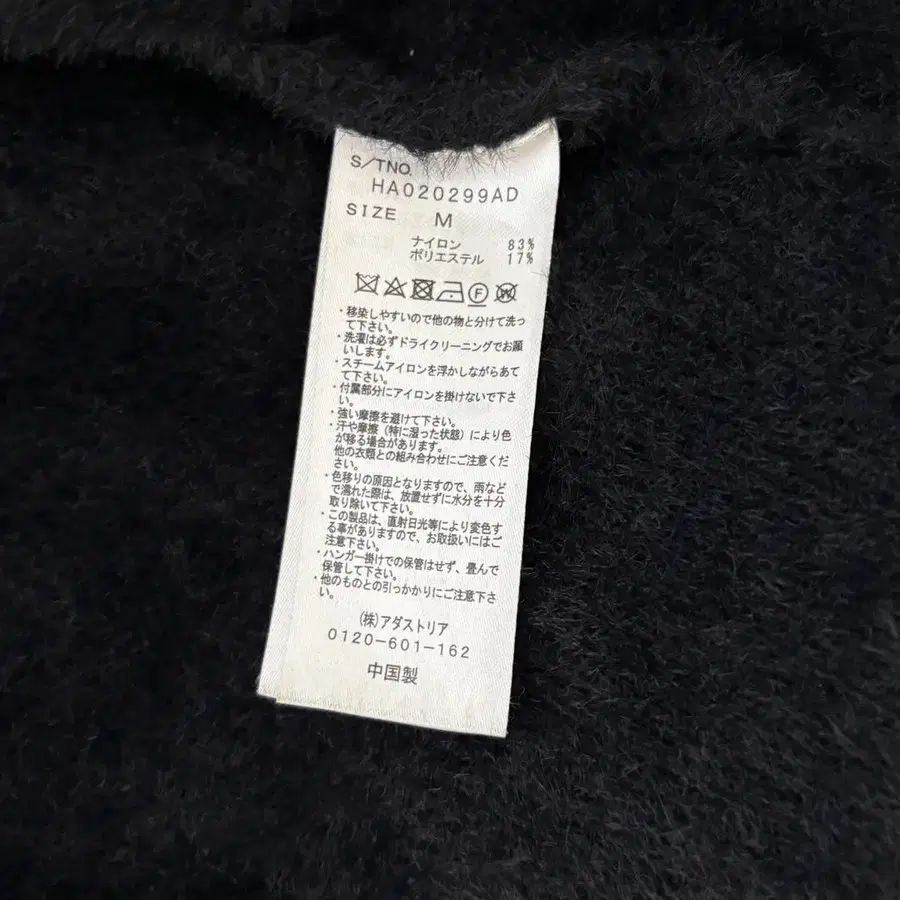 S/TNO.
HA020299AD
SIZE M
ナイロン 83%
ポリエステル 17%
・移染しやすいので他の物と分けて洗っ
て下さい。
・洗濯は必ずドライクリーニングでお願
いします。
・スチームアイロンを浮かしながらあて
て下さい。
・付属部分にアイロンを掛けないで下さ
い。
・強い摩擦を避けて下さい。
・汗や摩擦（特に湿った状態）により色
が移る場合があります。
他の衣類との組み合わせにご注意くだ
さい。
・色移りの原因となりますので、雨など
で濡れた際は、放置せずに水分を十分
取り除いて下さい。
・この製品は、直射日光等により変色す
る事がありますので、お取扱いにはご
注意下さい。
・ハンガー掛けでの保管はせず、畳んで
保管して下さい。
・他のものとの引っかかりにご注意下さ
い。
(株)アダストリア
0120-601-162
中国製